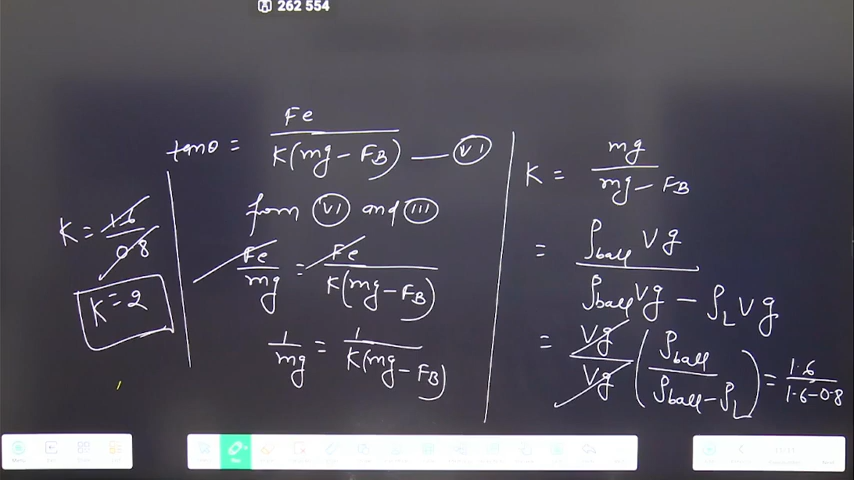 262 554
tanθ = Fe / K(mg − FB) — (VI)
from (VI) and (III)
Fe / mg = Fe / K(mg − FB)
1 / mg = 1 / K(mg − FB)
K = mg / mg − FB
= ρball Vg / ρball Vg − ρL Vg
= Vg / Vg (ρball / ρball − ρL) = 1.6 / 1.6−0.8
K = 1.6 / 0.8
K = 2